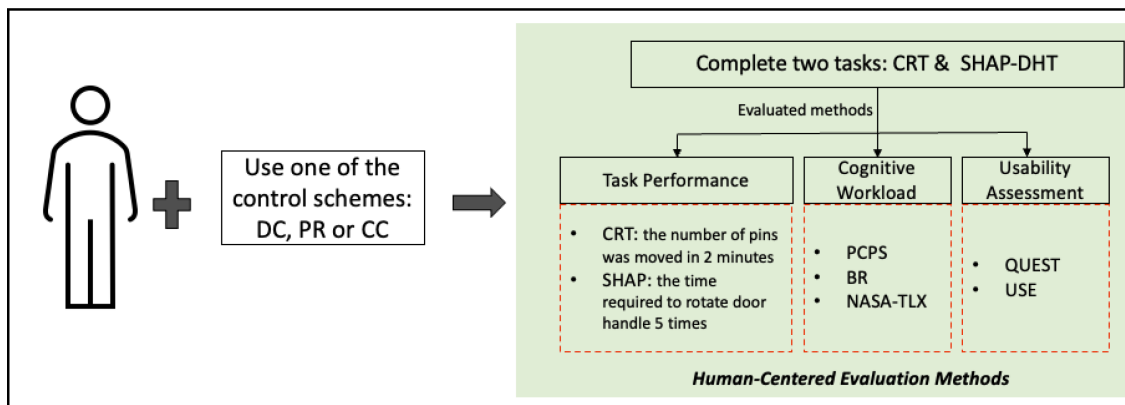 Complete two tasks: CRT & SHAP-DHT
Evaluated methods
Use one of the
control schemes:
DC, PR or CC
Task Performance
Cognitive
Workload
Usability
Assessment
• CRT: the number of pins
was moved in 2 minutes
• SHAP: the time
required to rotate door
handle 5 times
• PCPS
• BR
• NASA-TLX
• QUEST
• USE
Human-Centered Evaluation Methods